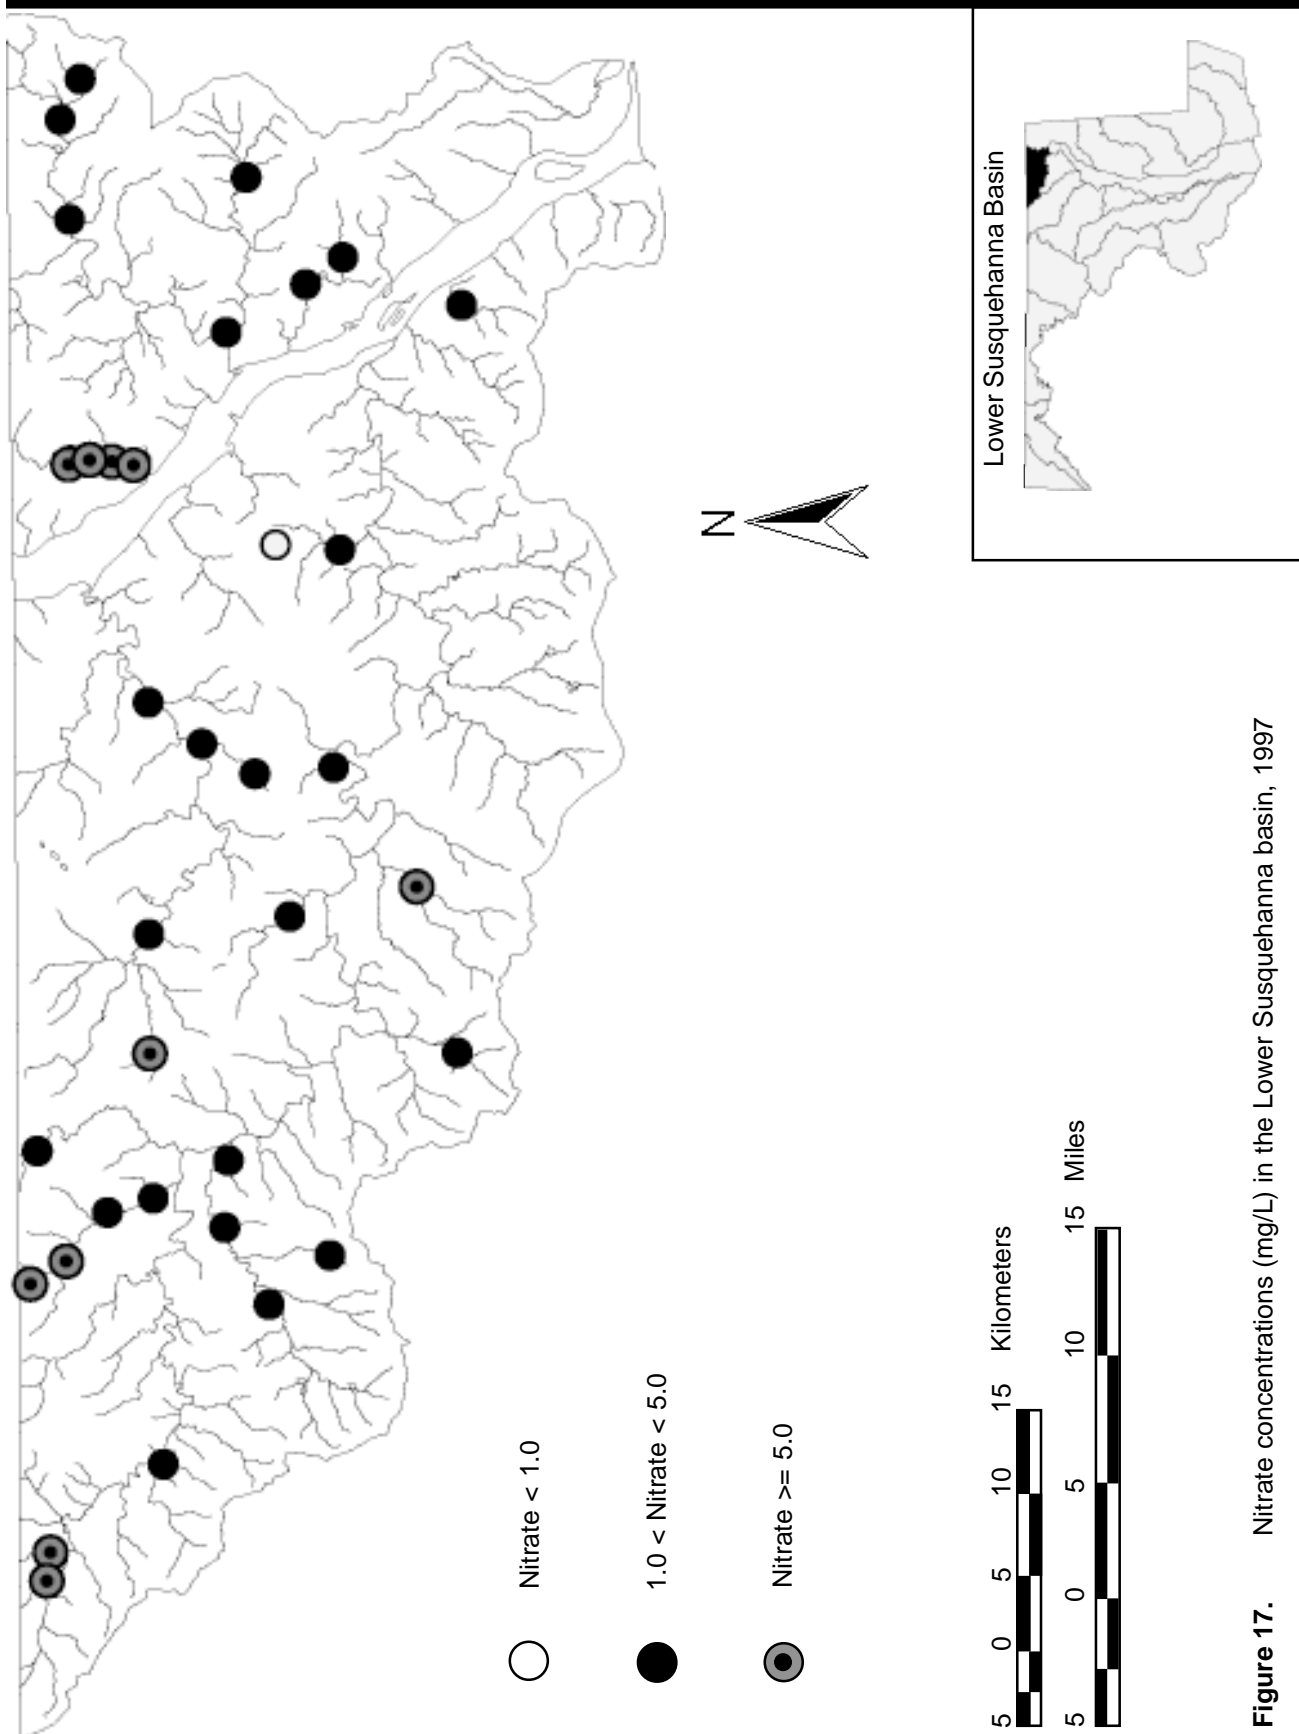 Lower Susquehanna Basin
N
Nitrate < 1.0
1.0 < Nitrate < 5.0
Nitrate >= 5.0
5 0 5 10 15 Kilometers
5 0 5 10 15 Miles
Figure 17. Nitrate concentrations (mg/L) in the Lower Susquehanna basin, 1997